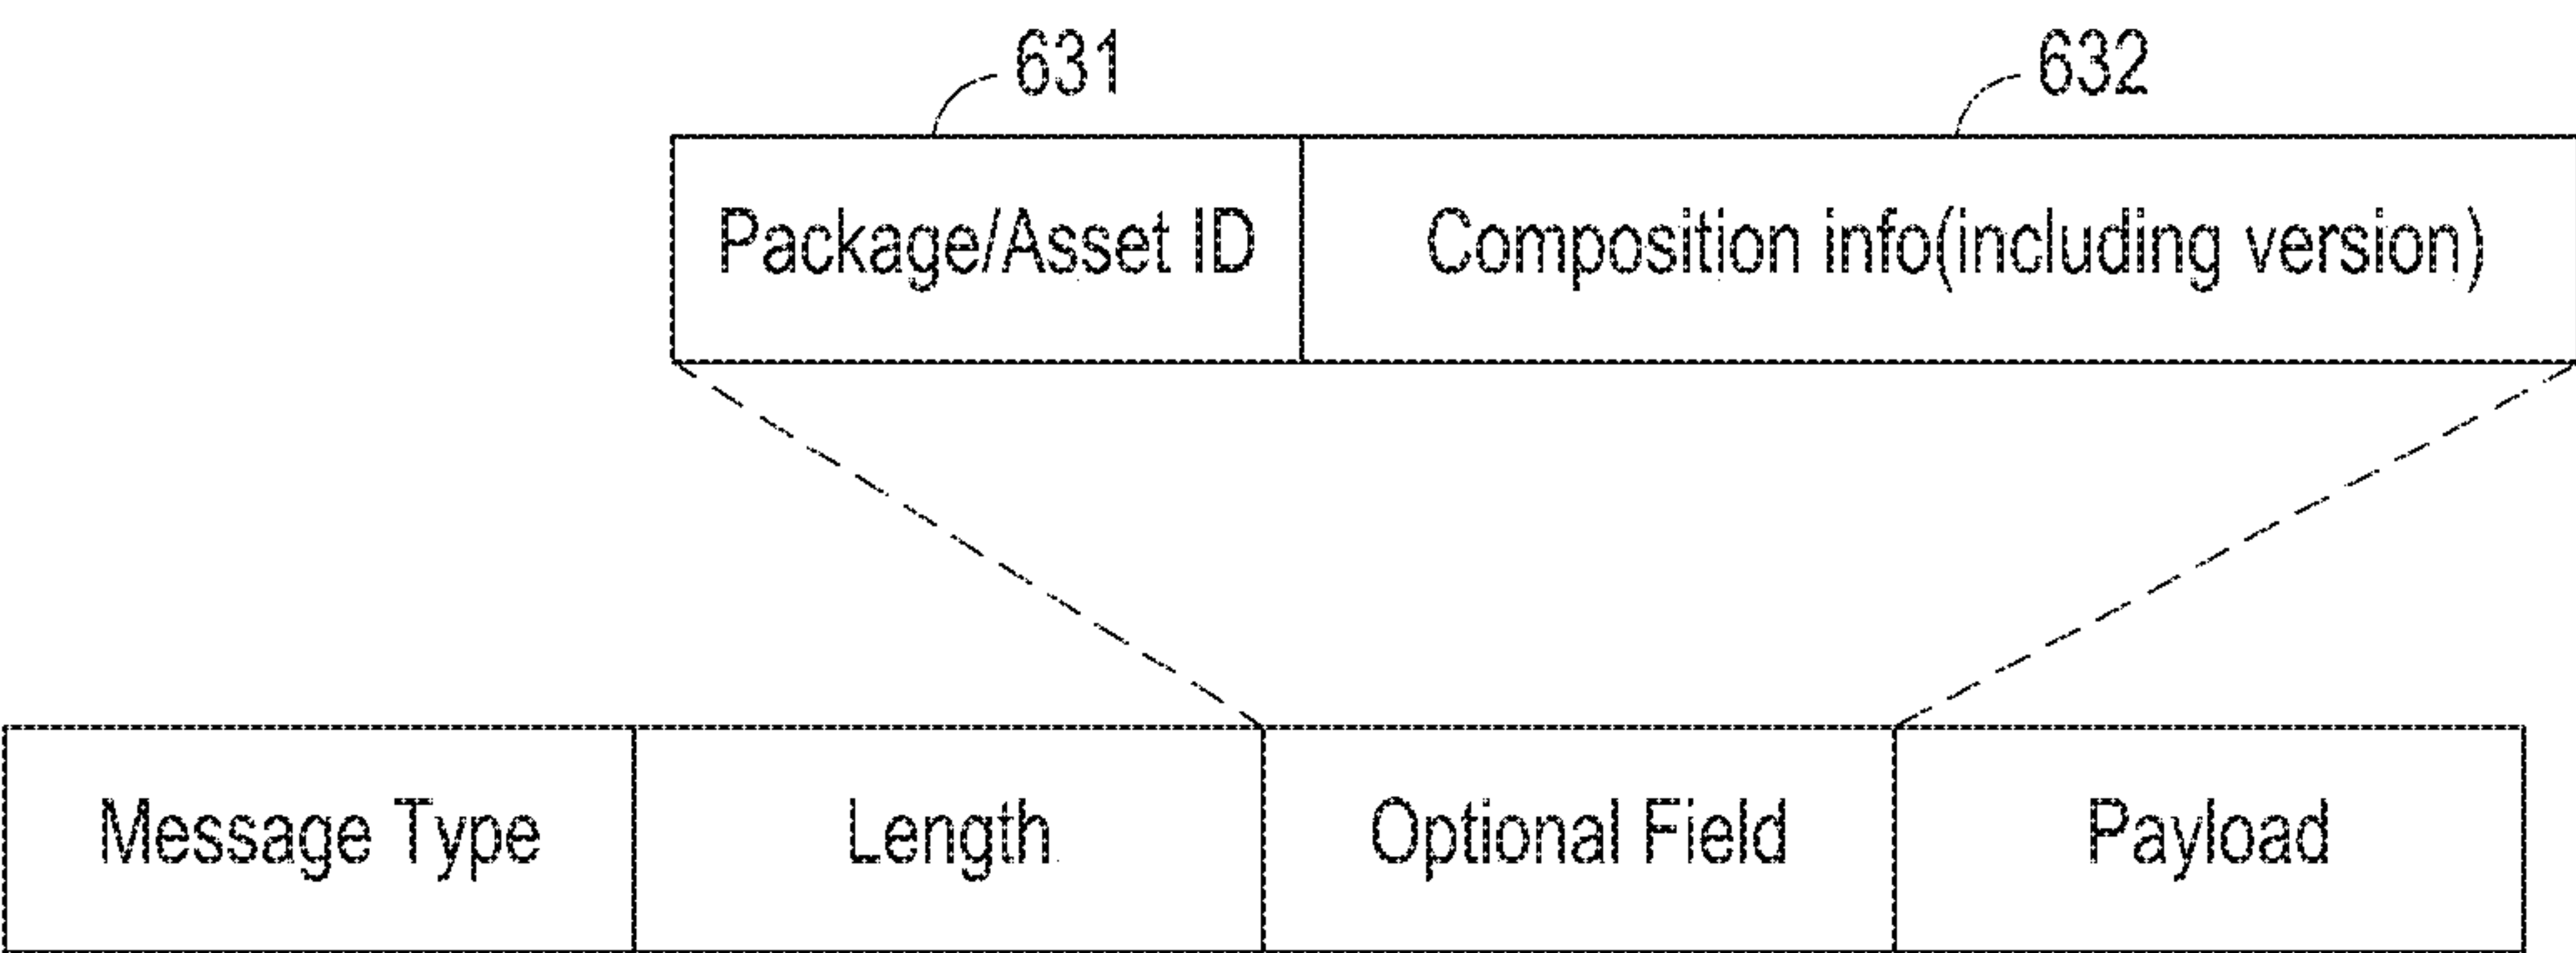 631 632
Package/Asset ID Composition info(including version)
Message Type Length Optional Field Payload